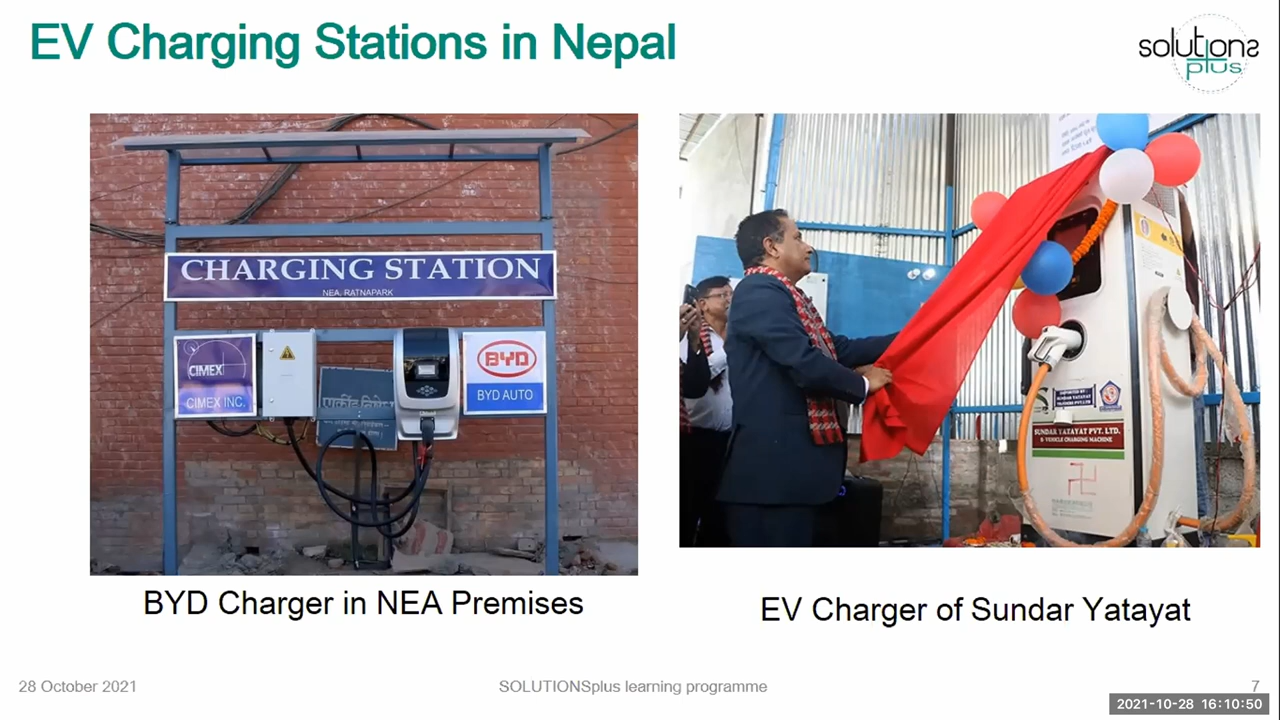 EV Charging Stations in Nepal
solutions
plus
CHARGING STATION
NEA. RATNAPARK
CIMEX
CIMEX INC.
BYD
BYD AUTO
SUNDAR YATAYAT PVT. LTD.
E- VEHICLE CHARGING MACHINE
BYD Charger in NEA Premises
EV Charger of Sundar Yatayat
28 October 2021
SOLUTIONSplus learning programme
7
2021-10-28 16:10:50